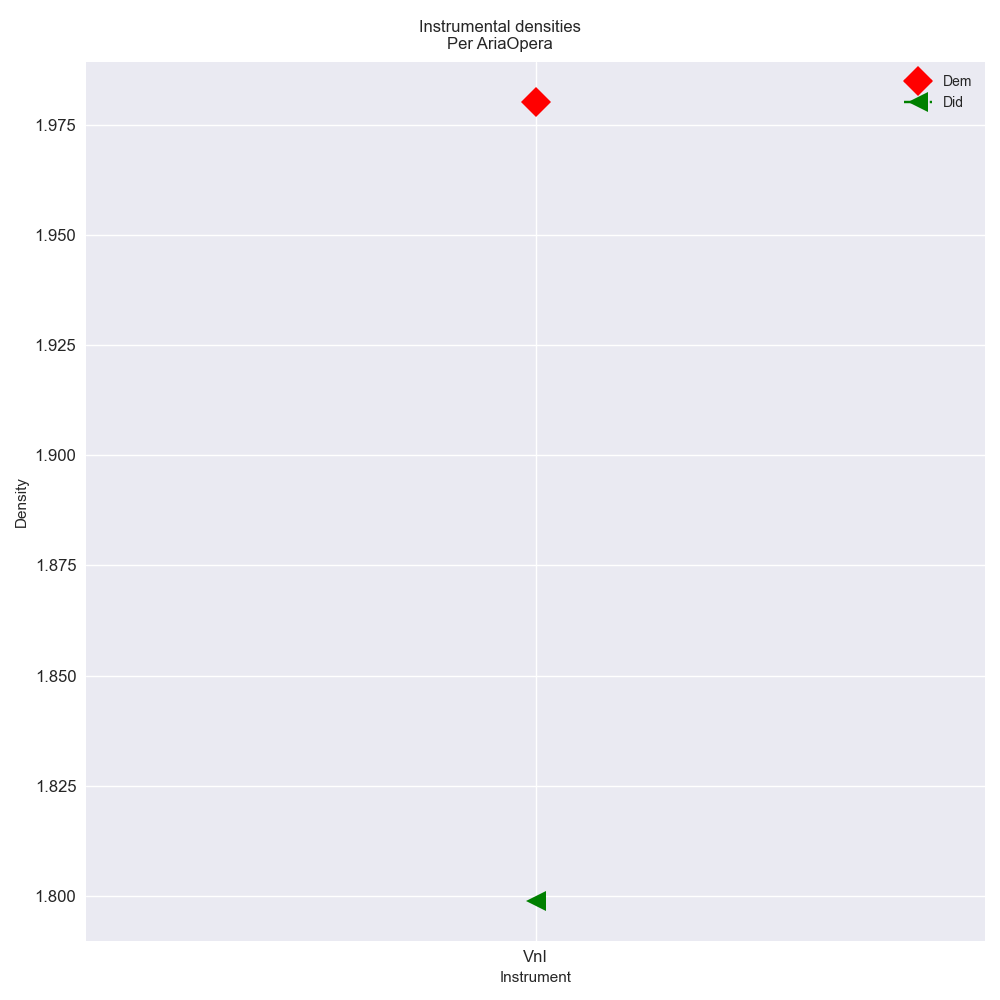 Instrumental densities
Per AriaOpera
Dem
Did
1.975
1.950
1.925
1.900
1.875
1.850
1.825
1.800
Density
VnI
Instrument